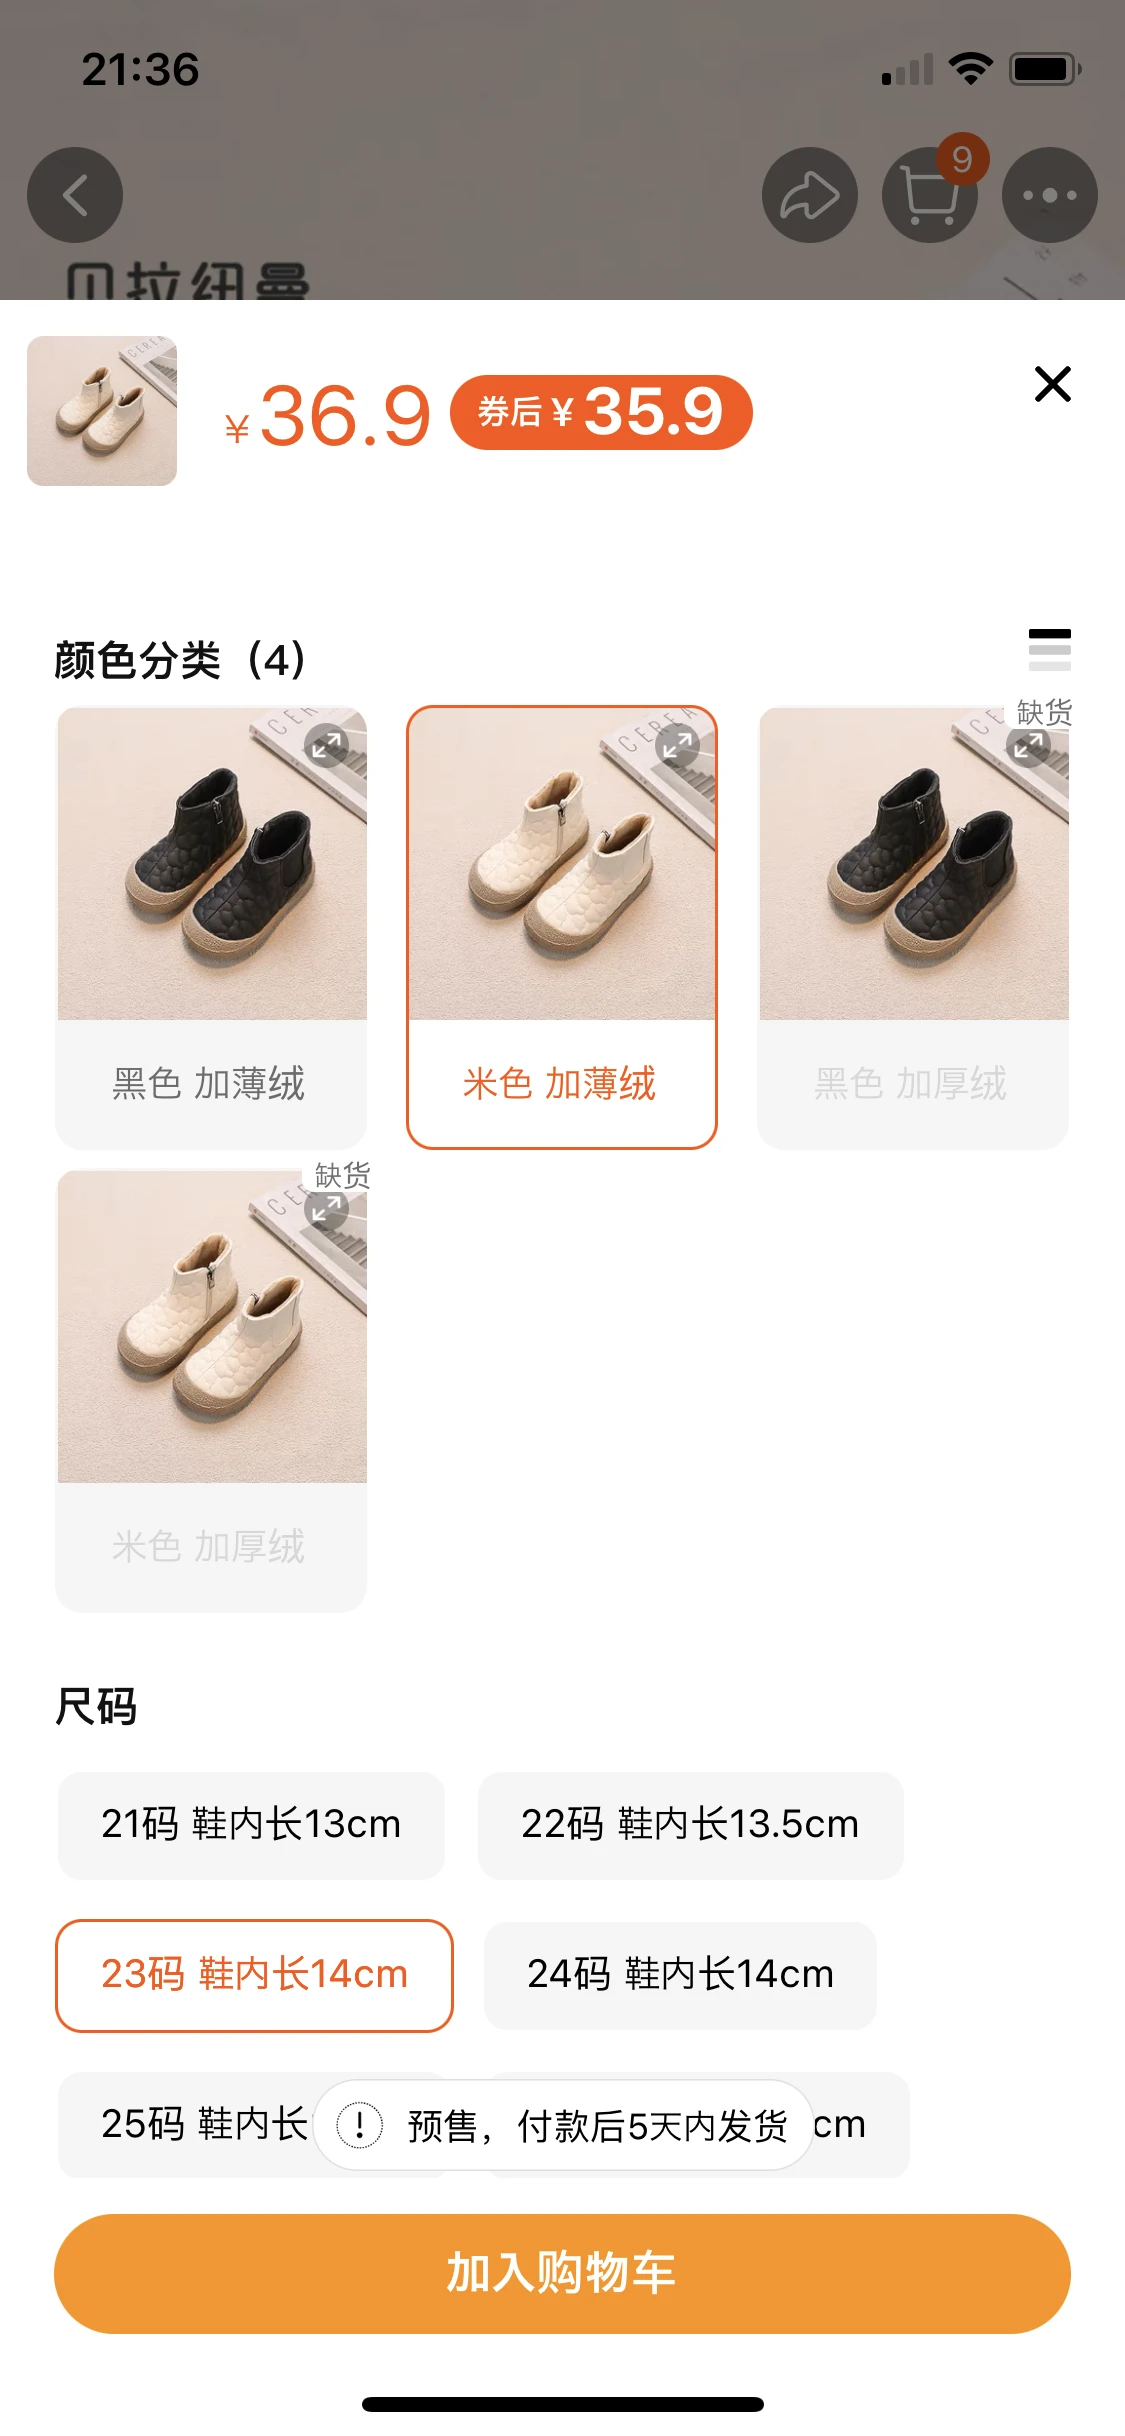 21:36
9
贝拉纽曼
¥36.9 券后¥35.9
颜色分类（4）
缺货
黑色 加薄绒
米色 加薄绒
黑色 加厚绒
缺货
米色 加厚绒
尺码
21码 鞋内长13cm
22码 鞋内长13.5cm
23码 鞋内长14cm
24码 鞋内长14cm
25码 鞋内长
cm
预售，付款后5天内发货
加入购物车